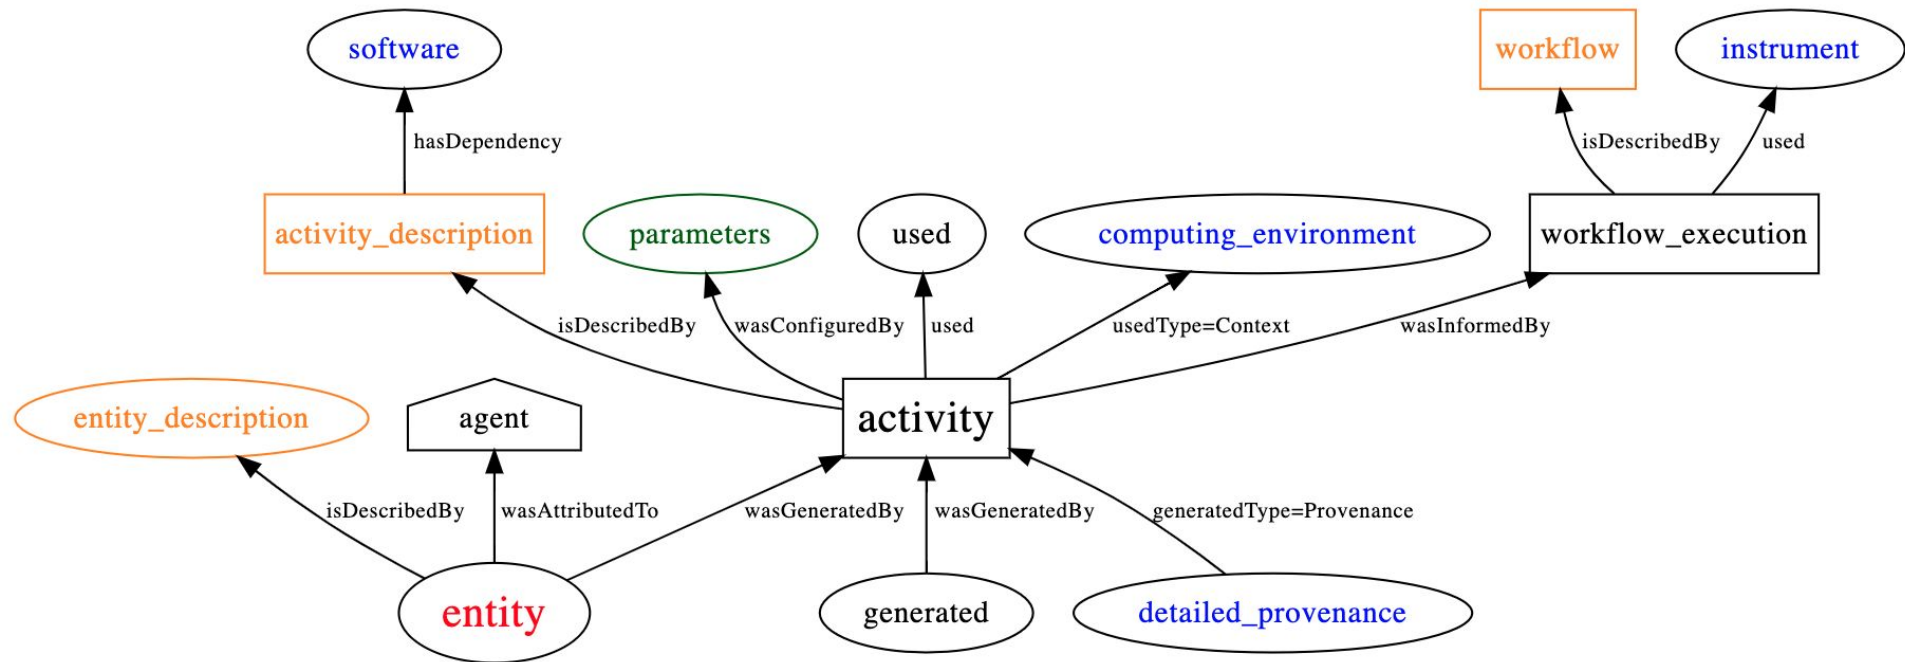 software
workflow
instrument
hasDependency
isDescribedBy
used
activity_description
parameters
used
computing_environment
workflow_execution
isDescribedBy
wasConfiguredBy
used
usedType=Context
wasInformedBy
entity_description
agent
activity
isDescribedBy
wasAttributedTo
wasGeneratedBy
wasGeneratedBy
generatedType=Provenance
entity
generated
detailed_provenance